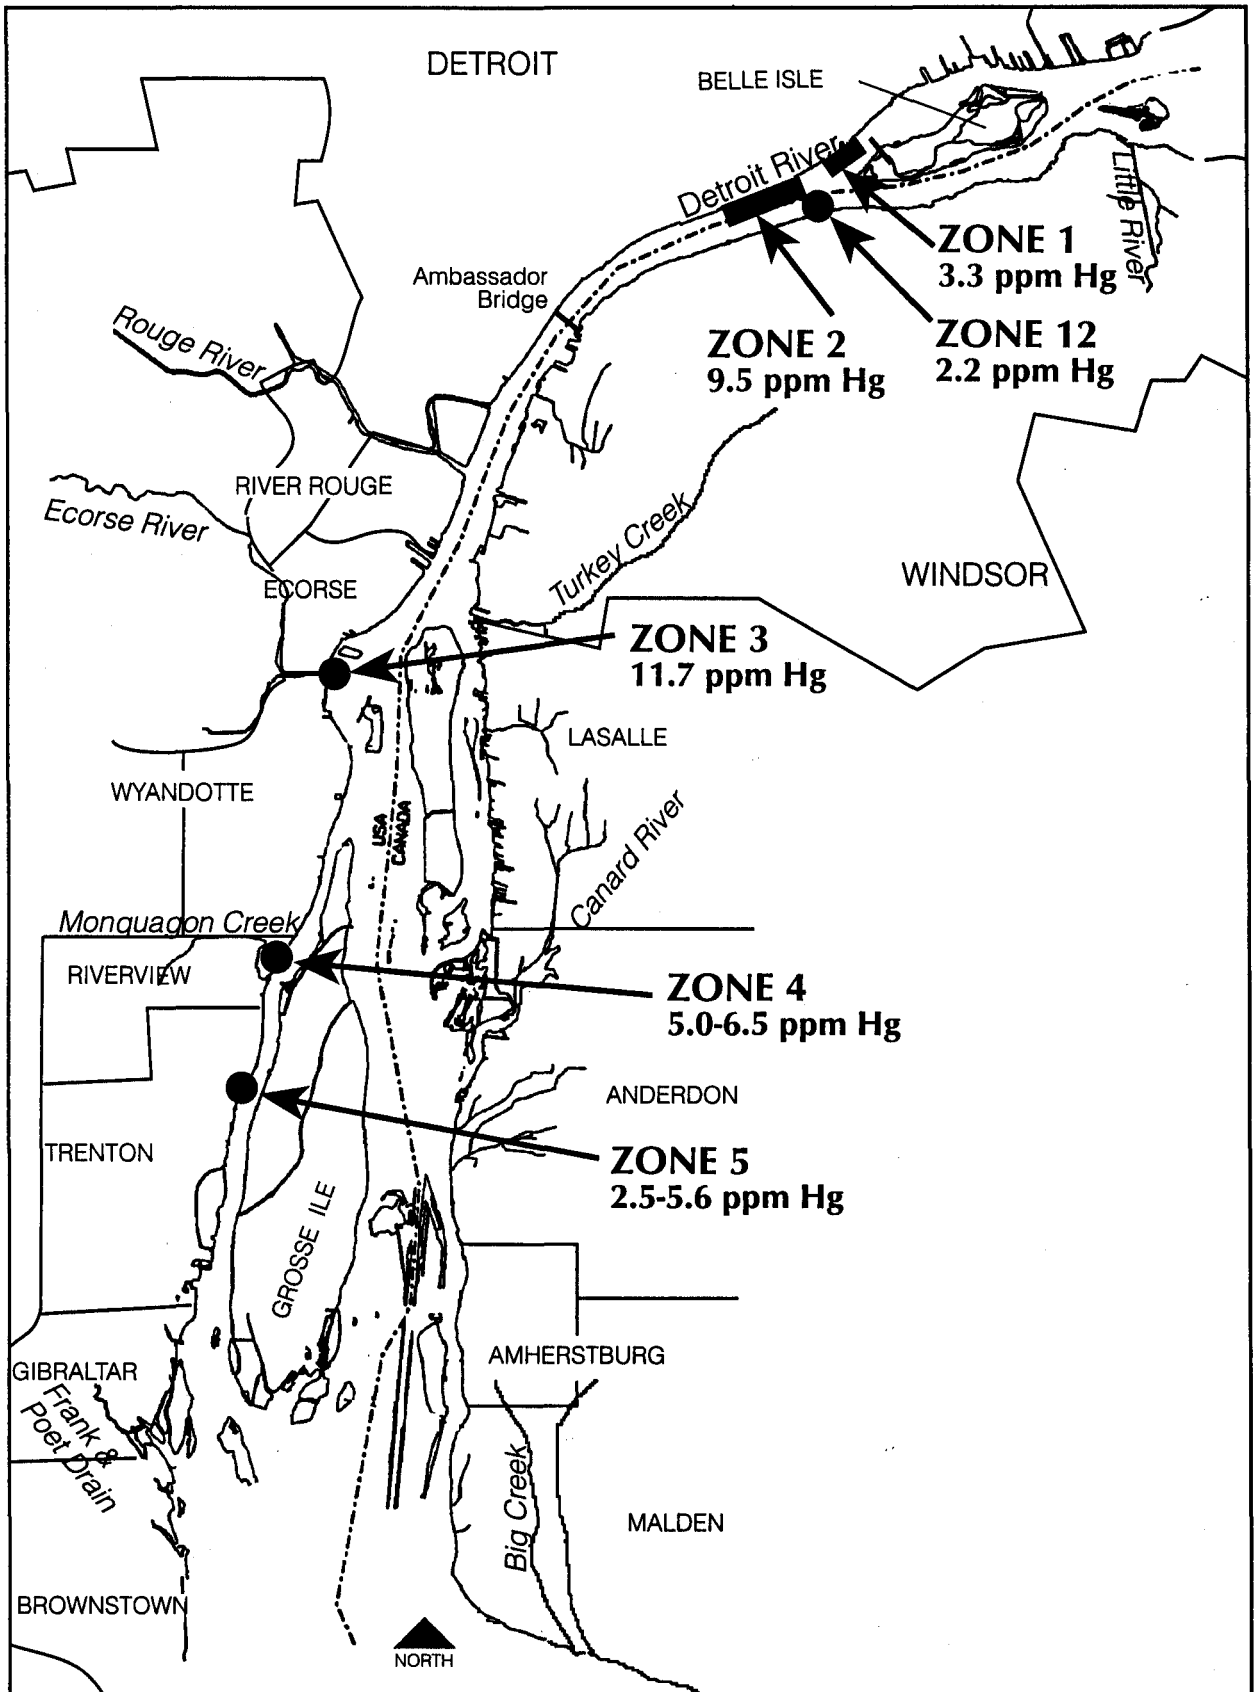 DETROIT
BELLE ISLE
Detroit River
Little River
ZONE 1
3.3 ppm Hg
Ambassador
Bridge
ZONE 12
2.2 ppm Hg
ZONE 2
9.5 ppm Hg
Rouge River
RIVER ROUGE
Ecorse River
Turkey Creek
WINDSOR
ECORSE
ZONE 3
11.7 ppm Hg
LASALLE
WYANDOTTE
USA
CANADA
Canard River
Monquagon Creek
RIVERVIEW
ZONE 4
5.0-6.5 ppm Hg
ANDERDON
TRENTON
ZONE 5
2.5-5.6 ppm Hg
GROSSE ILE
AMHERSTBURG
GIBRALTAR
Frank &
Poet Drain
Big Creek
MALDEN
BROWNSTOWN
NORTH